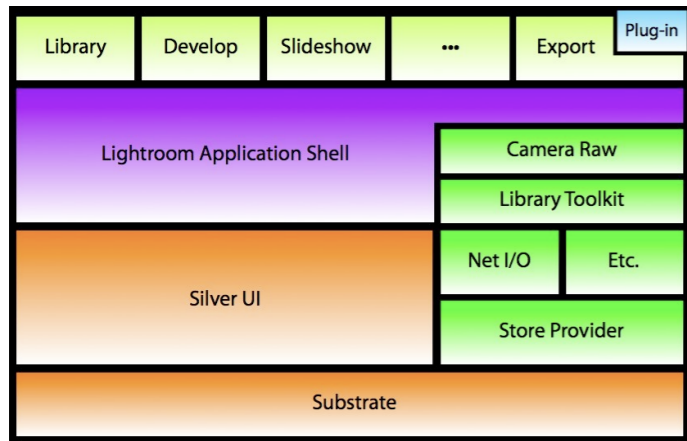 Library
Develop
Slideshow
...
Export
Plug-in
Lightroom Application Shell
Camera Raw
Library Toolkit
Net I/O
Etc.
Silver UI
Store Provider
Substrate